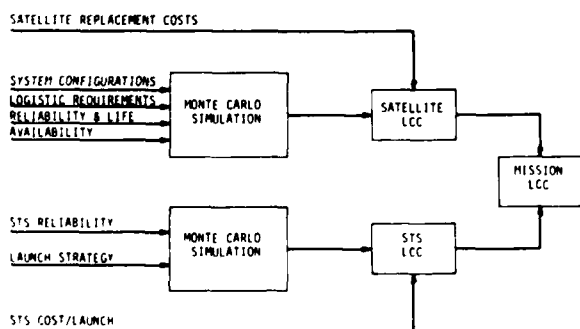 SATELLITE REPLACEMENT COSTS
SYSTEM CONFIGURATIONS
LOGISTIC REQUIREMENTS
RELIABILITY & LIFE
AVAILABILITY
MONTE CARLO
SIMULATION
SATELLITE
LCC
MISSION
LCC
STS RELIABILITY
LAUNCH STRATEGY
MONTE CARLO
SIMULATION
STS
LCC
STS COST/LAUNCH